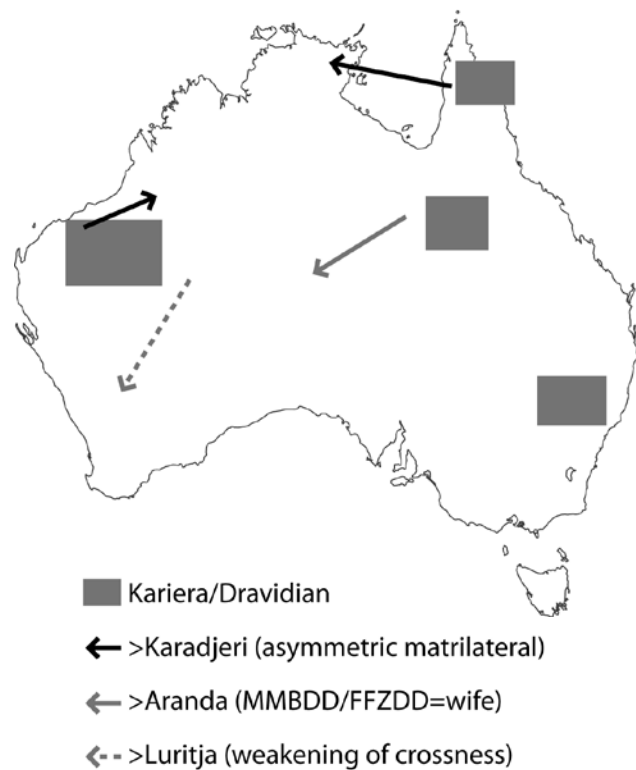 Kariera/Dravidian
>Karadjeri (asymmetric matrilateral)
>Aranda (MMBDD/FFZDD=wife)
>Luritja (weakening of crossness)